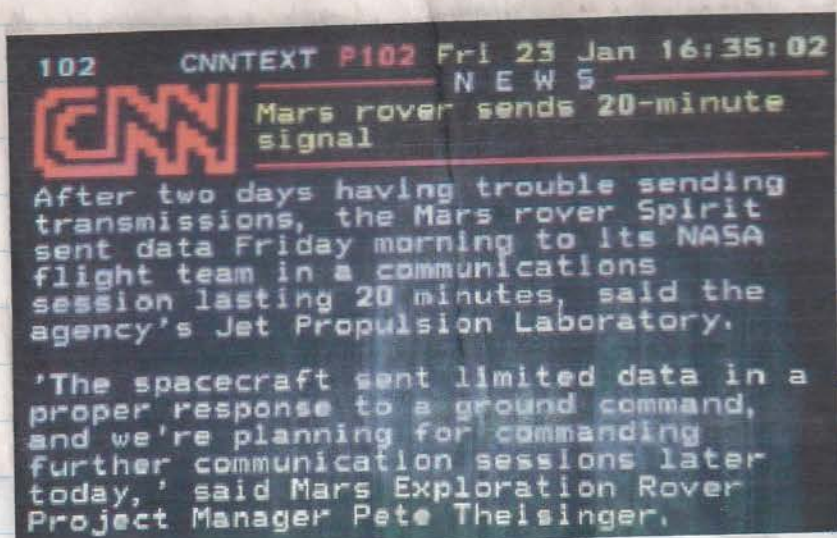 102 CNNTEXT P102 Fri 23 Jan 16:35:02
N E W S
CNN
Mars rover sends 20-minute
signal
After two days having trouble sending
transmissions, the Mars rover Spirit
sent data Friday morning to its NASA
flight team in a communications
session lasting 20 minutes, said the
agency's Jet Propulsion Laboratory.
'The spacecraft sent limited data in a
proper response to a ground command,
and we're planning for commanding
further communication sessions later
today,' said Mars Exploration Rover
Project Manager Pete Theisinger.